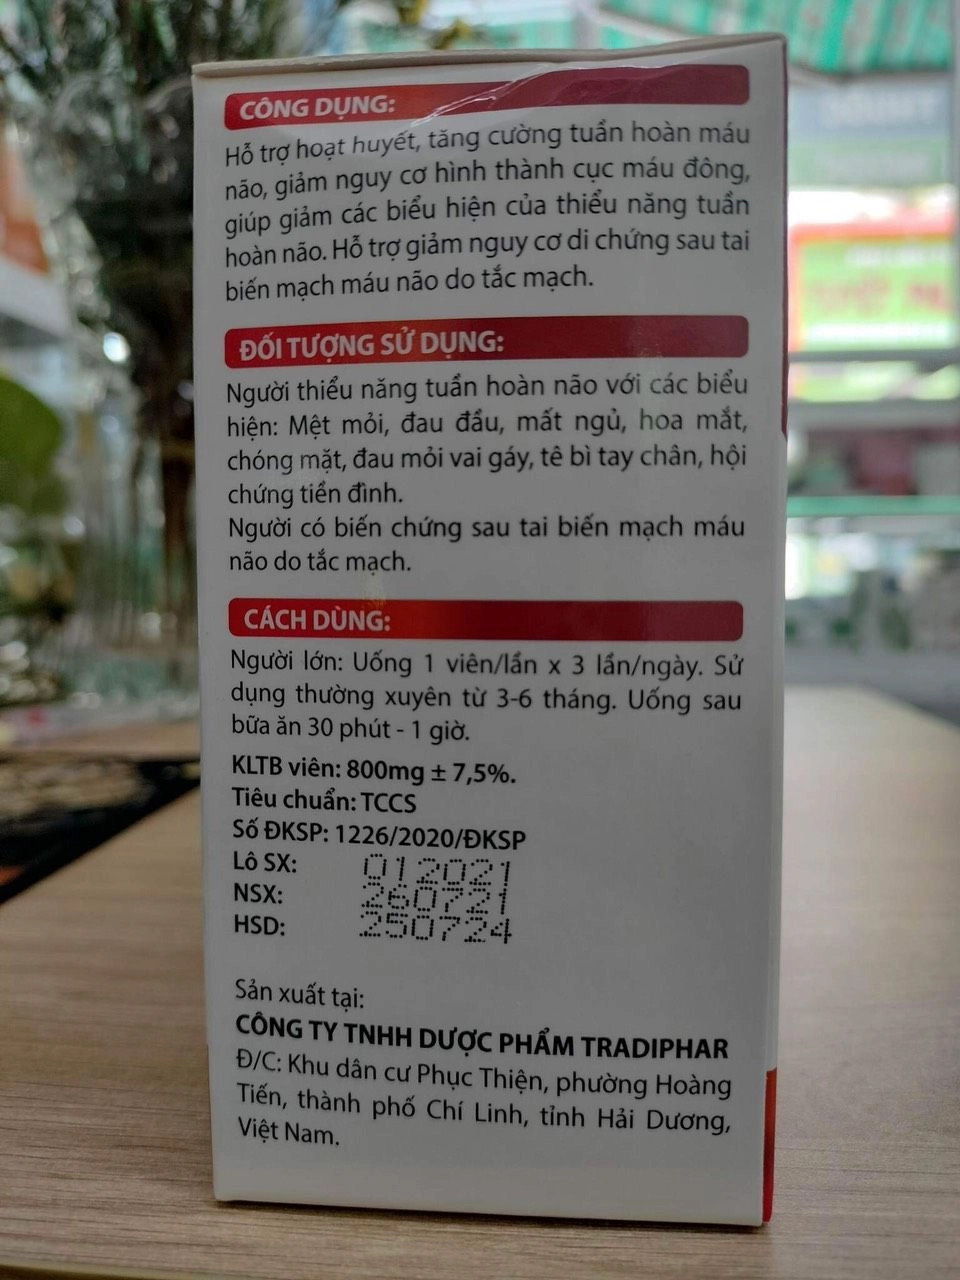 CÔNG DỤNG:
Hỗ trợ hoạt huyết, tăng cường tuần hoàn máu
não, giảm nguy cơ hình thành cục máu đông,
giúp giảm các biểu hiện của thiểu năng tuần
hoàn não. Hỗ trợ giảm nguy cơ di chứng sau tai
biến mạch máu não do tắc mạch.
ĐỐI TƯỢNG SỬ DỤNG:
Người thiểu năng tuần hoàn não với các biểu
hiện: Mệt mỏi, đau đầu, mất ngủ, hoa mắt,
chóng mặt, đau mỏi vai gáy, tê bì tay chân, hội
chứng tiền đình.
Người có biến chứng sau tai biến mạch máu
não do tắc mạch.
CÁCH DÙNG:
Người lớn: Uống 1 viên/lần x 3 lần/ngày. Sử
dụng thường xuyên từ 3-6 tháng. Uống sau
bữa ăn 30 phút - 1 giờ.
KLTB viên: 800mg ± 7,5%.
Tiêu chuẩn: TCCS
Số ĐKSP: 1226/2020/ĐKSP
Lô SX: 012021
NSX: 260721
HSD: 250724
Sản xuất tại:
CÔNG TY TNHH DƯỢC PHẨM TRADIPHAR
Đ/C: Khu dân cư Phục Thiện, phường Hoàng
Tiến, thành phố Chí Linh, tỉnh Hải Dương,
Việt Nam.